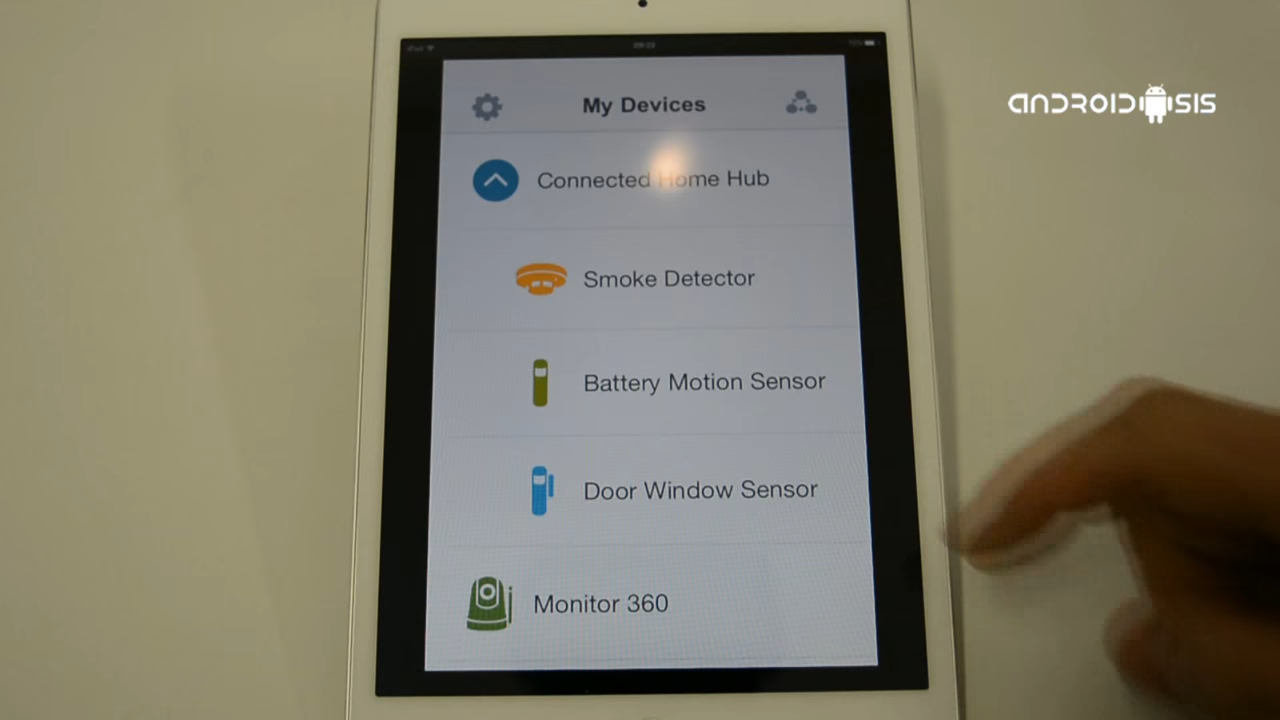 ANDROIDSIS
My Devices
Connected Home Hub
Smoke Detector
Battery Motion Sensor
Door Window Sensor
Monitor 360